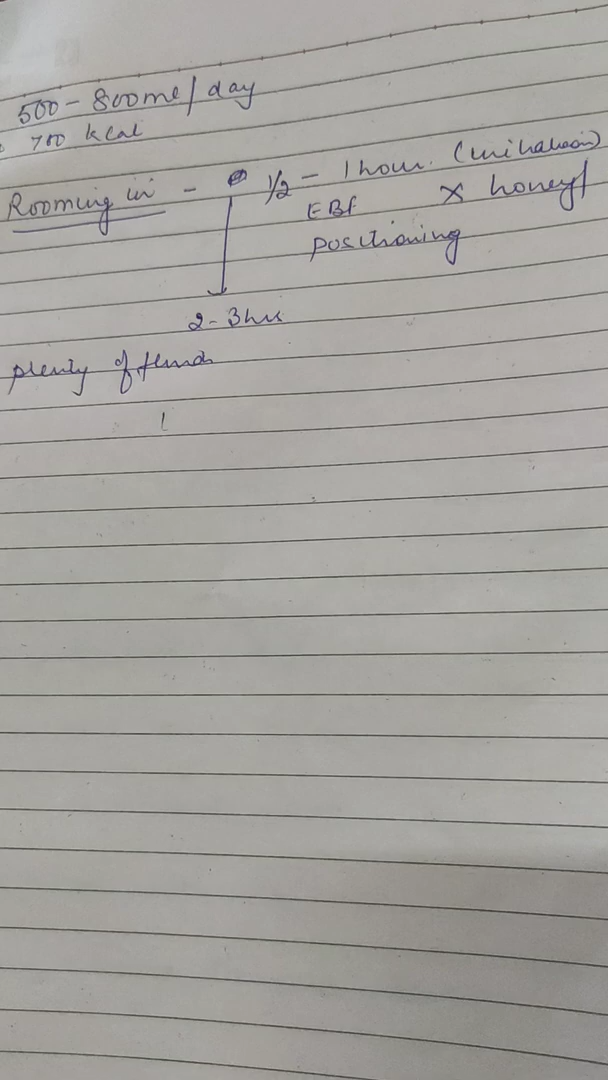 500-800ml/day
700 kcal
Rooming in - 1/2 - 1 hour. (initiation)
EBF x honey
positioning
2-3hrs
plenty of fluids